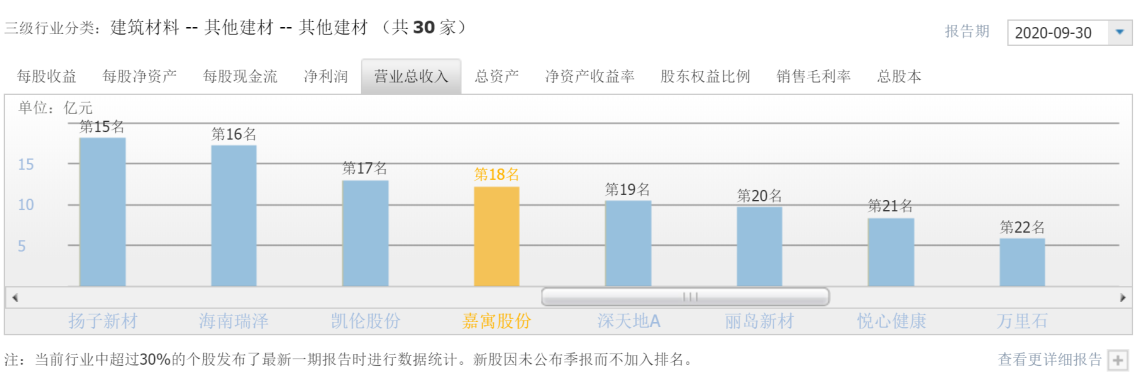 三级行业分类：建筑材料 -- 其他建材 -- 其他建材 （共 30 家）
报告期 2020-09-30
每股收益 每股净资产 每股现金流 净利润 营业总收入 总资产 净资产收益率 股东权益比例 销售毛利率 总股本
单位：亿元
第15名 第16名 第17名 第18名 第19名 第20名 第21名 第22名
15
10
5
扬子新材 海南瑞泽 凯伦股份 嘉寓股份 深天地A 丽岛新材 悦心健康 万里石
注：当前行业中超过30%的个股发布了最新一期报告时进行数据统计。新股因未公布季报而不加入排名。
查看更详细报告